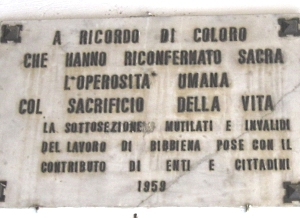 A RICORDO DI COLORO
CHE HANNO RICONFERMATO SACRA
L'OPEROSITA' UMANA
COL SACRIFICIO DELLA VITA
LA SOTTOSEZIONE MUTILATI E INVALIDI
DEL LAVORO DI BIBBIENA POSE CON IL
CONTRIBUTO DI ENTI E CITTADINI
1959